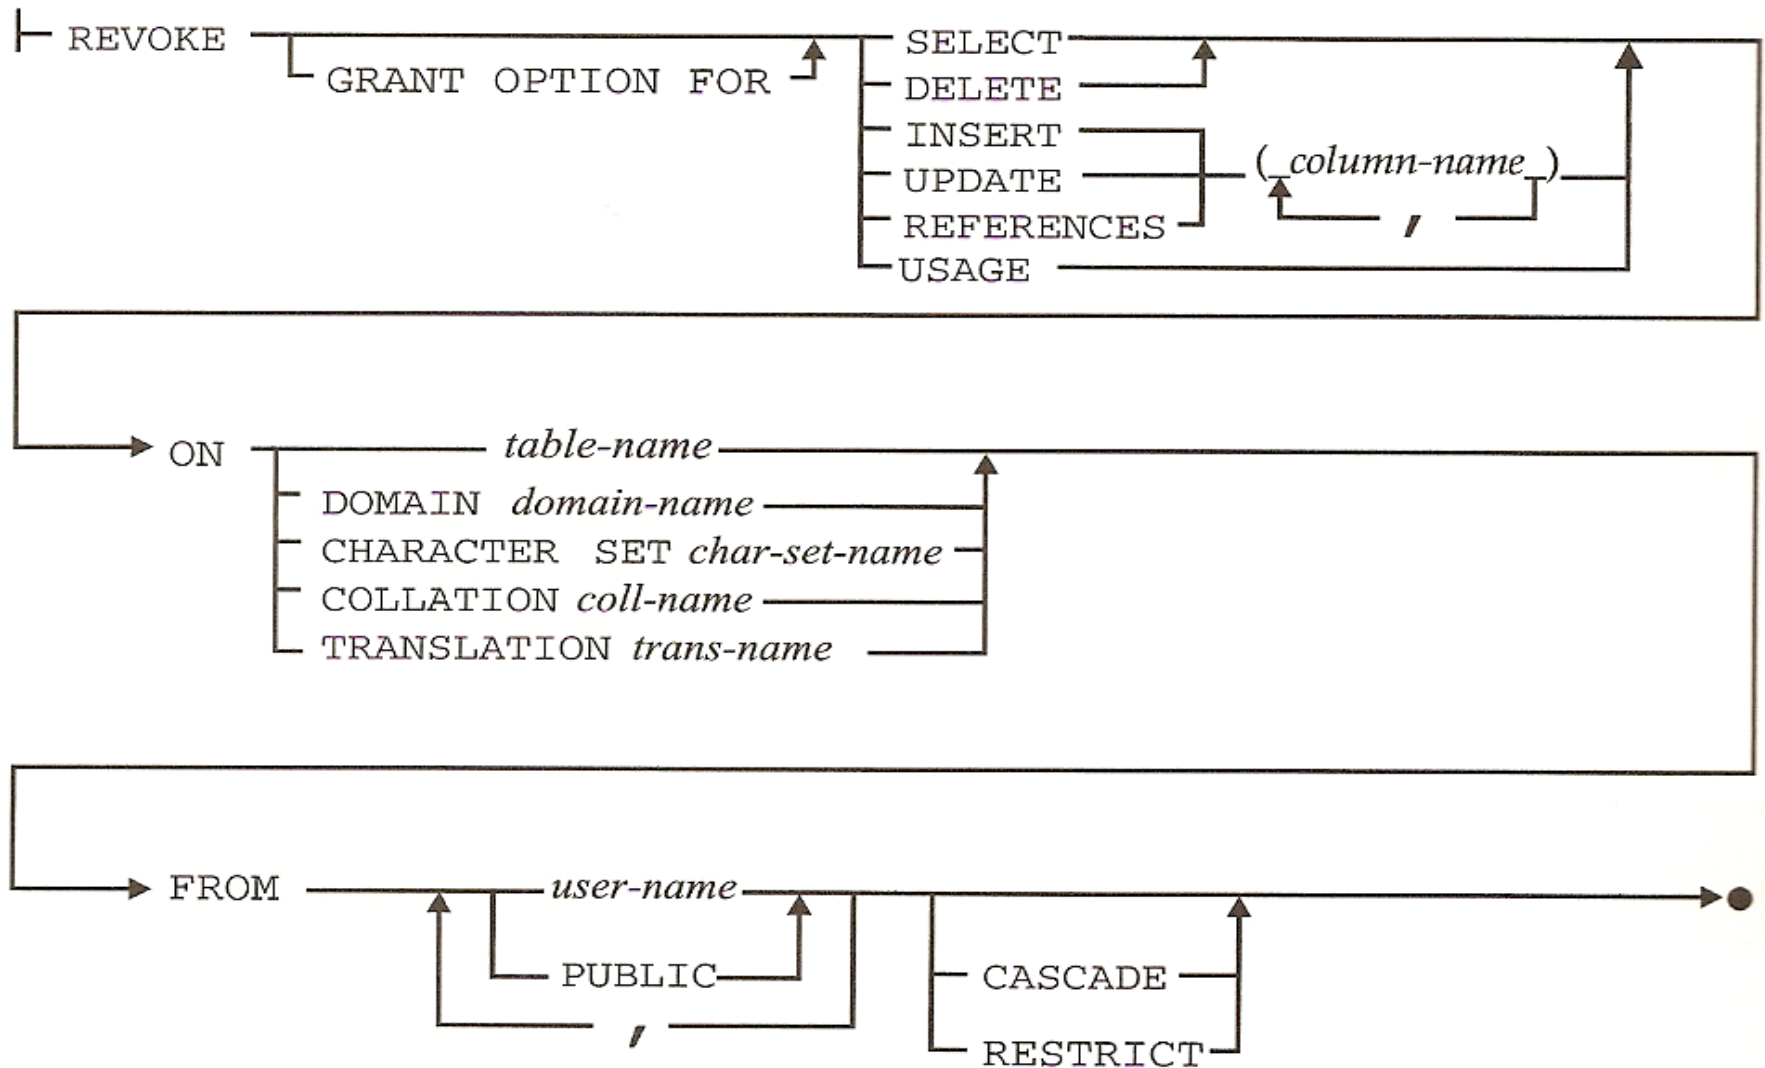 REVOKE
GRANT OPTION FOR
SELECT
DELETE
INSERT
UPDATE
REFERENCES
USAGE
(column-name)
,
ON table-name
DOMAIN domain-name
CHARACTER SET char-set-name
COLLATION coll-name
TRANSLATION trans-name
FROM user-name
PUBLIC
,
CASCADE
RESTRICT